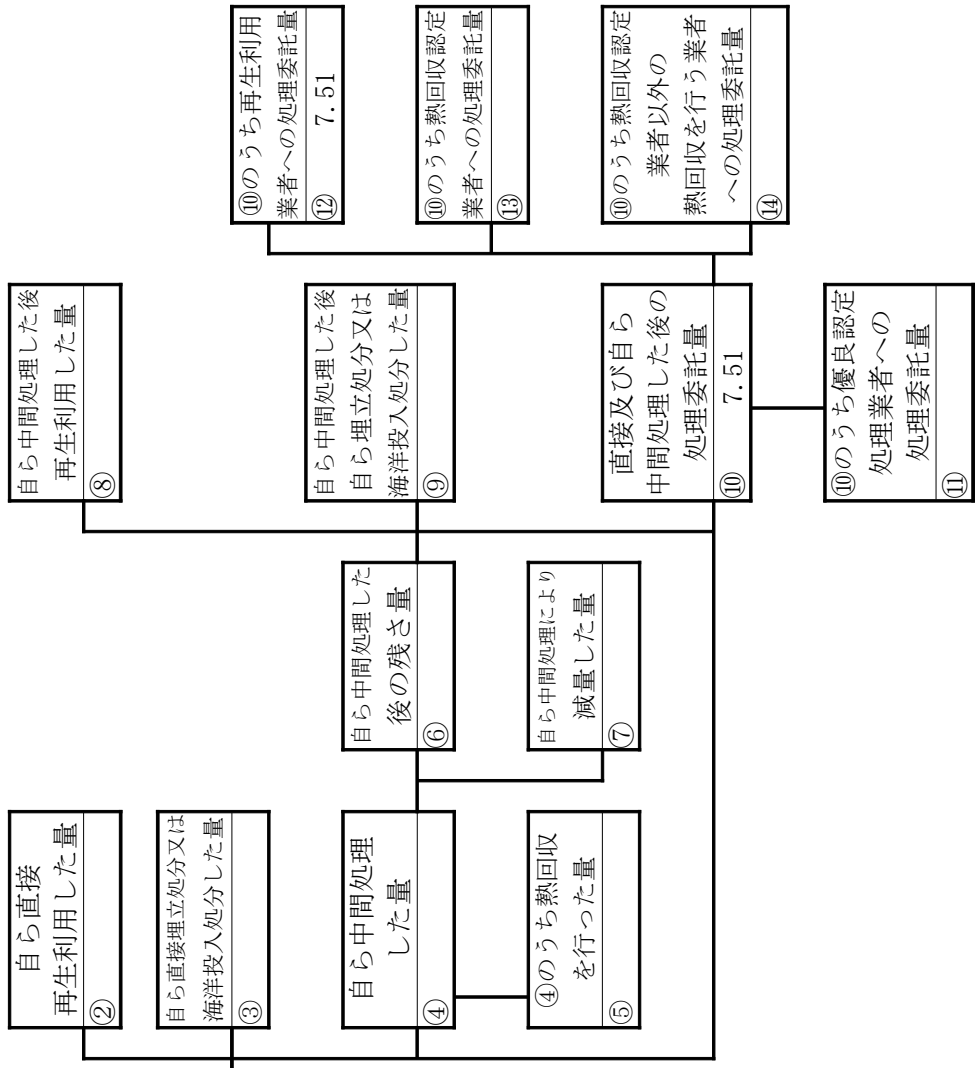 自ら直接
再生利用した量
②
自ら直接埋立処分又は
海洋投入処分した量
③
自ら中間処理
した量
④
④のうち熱回収
を行った量
⑤
自ら中間処理した
後の残さ量
⑥
自ら中間処理により
減量した量
⑦
自ら中間処理した後
再生利用した量
⑧
自ら中間処理した後
自ら埋立処分又は
海洋投入処分した量
⑨
直接及び自ら
中間処理した後の
処理委託量
⑩ 7.51
⑩のうち優良認定
処理業者への
処理委託量
⑪
⑩のうち再生利用
業者への処理委託量
⑫ 7.51
⑩のうち熱回収認定
業者への処理委託量
⑬
⑩のうち熱回収認定
業者以外の
熱回収を行う業者
への処理委託量
⑭